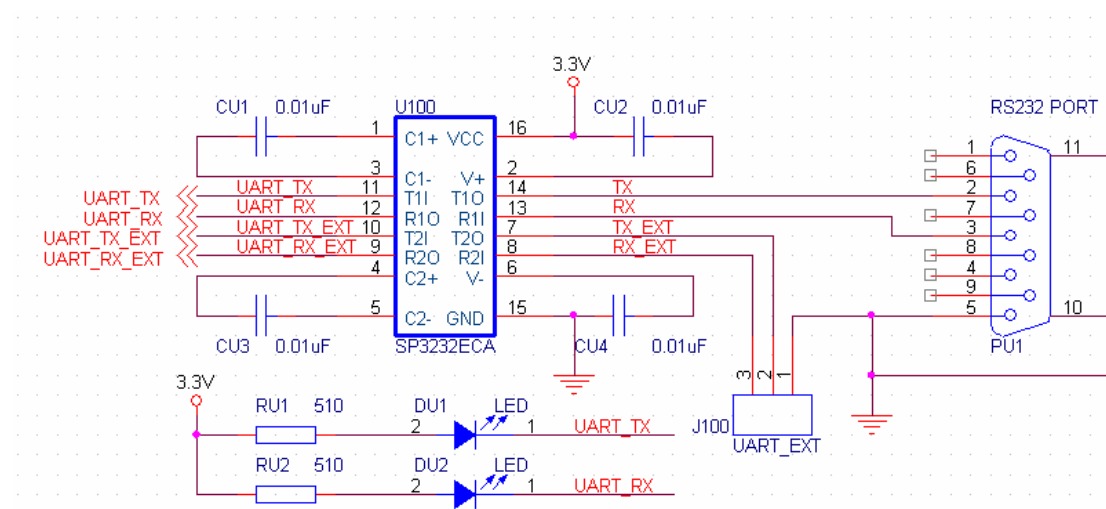 3.3V
CU1 0.01uF U100 CU2 0.01uF RS232 PORT
1 C1+ VCC 16 1 11
3 C1- V+ 2 6
UART_TX UART_TX 11 T1I T1O 14 TX 2
UART_RX UART_RX 12 R1O R1I 13 RX 7
UART_TX_EXT UART_TX_EXT 10 T2I T2O 7 TX_EXT 3
UART_RX_EXT UART_RX_EXT 9 R2O R2I 8 RX_EXT 8
4 C2+ V- 6 4
9
5 C2- GND 15 5 10
CU3 0.01uF SP3232ECA CU4 0.01uF PU1
3.3V 3 2 1
RU1 510 DU1 LED
2 1 UART_TX J100
UART_EXT
RU2 510 DU2 LED
2 1 UART_RX